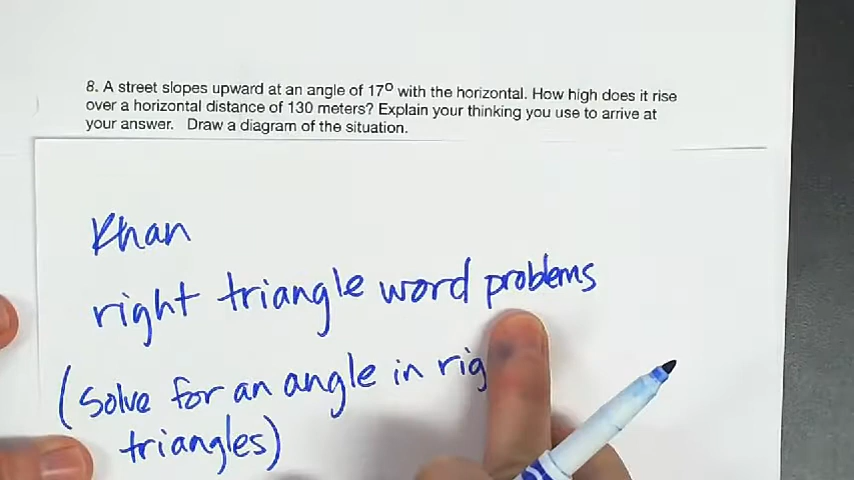 8. A street slopes upward at an angle of 17° with the horizontal. How high does it rise
over a horizontal distance of 130 meters? Explain your thinking you use to arrive at
your answer. Draw a diagram of the situation.
Khan
right triangle word problems
(solve for an angle in rig
triangles)